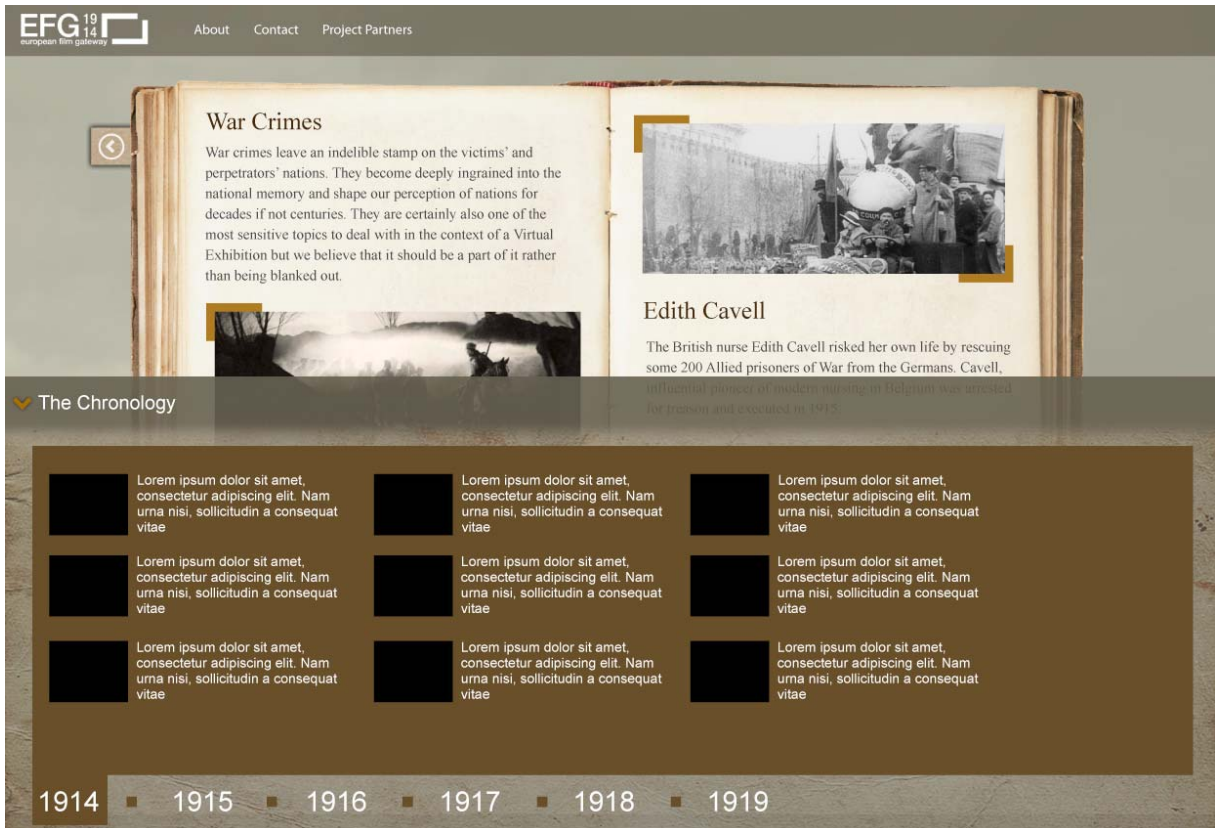 EFG 19 14
european film gateway
About Contact Project Partners
War Crimes
War crimes leave an indelible stamp on the victims' and
perpetrators' nations. They become deeply ingrained into the
national memory and shape our perception of nations for
decades if not centuries. They are certainly also one of the
most sensitive topics to deal with in the context of a Virtual
Exhibition but we believe that it should be a part of it rather
than being blanked out.
Edith Cavell
The British nurse Edith Cavell risked her own life by rescuing
some 200 Allied prisoners of War from the Germans. Cavell,
influential pioneer of modern nursing in Belgium was arrested
for treason and executed in 1915.
The Chronology
Lorem ipsum dolor sit amet,
consectetur adipiscing elit. Nam
urna nisi, sollicitudin a consequat
vitae
Lorem ipsum dolor sit amet,
consectetur adipiscing elit. Nam
urna nisi, sollicitudin a consequat
vitae
Lorem ipsum dolor sit amet,
consectetur adipiscing elit. Nam
urna nisi, sollicitudin a consequat
vitae
Lorem ipsum dolor sit amet,
consectetur adipiscing elit. Nam
urna nisi, sollicitudin a consequat
vitae
Lorem ipsum dolor sit amet,
consectetur adipiscing elit. Nam
urna nisi, sollicitudin a consequat
vitae
Lorem ipsum dolor sit amet,
consectetur adipiscing elit. Nam
urna nisi, sollicitudin a consequat
vitae
Lorem ipsum dolor sit amet,
consectetur adipiscing elit. Nam
urna nisi, sollicitudin a consequat
vitae
Lorem ipsum dolor sit amet,
consectetur adipiscing elit. Nam
urna nisi, sollicitudin a consequat
vitae
Lorem ipsum dolor sit amet,
consectetur adipiscing elit. Nam
urna nisi, sollicitudin a consequat
vitae
1914 1915 1916 1917 1918 1919